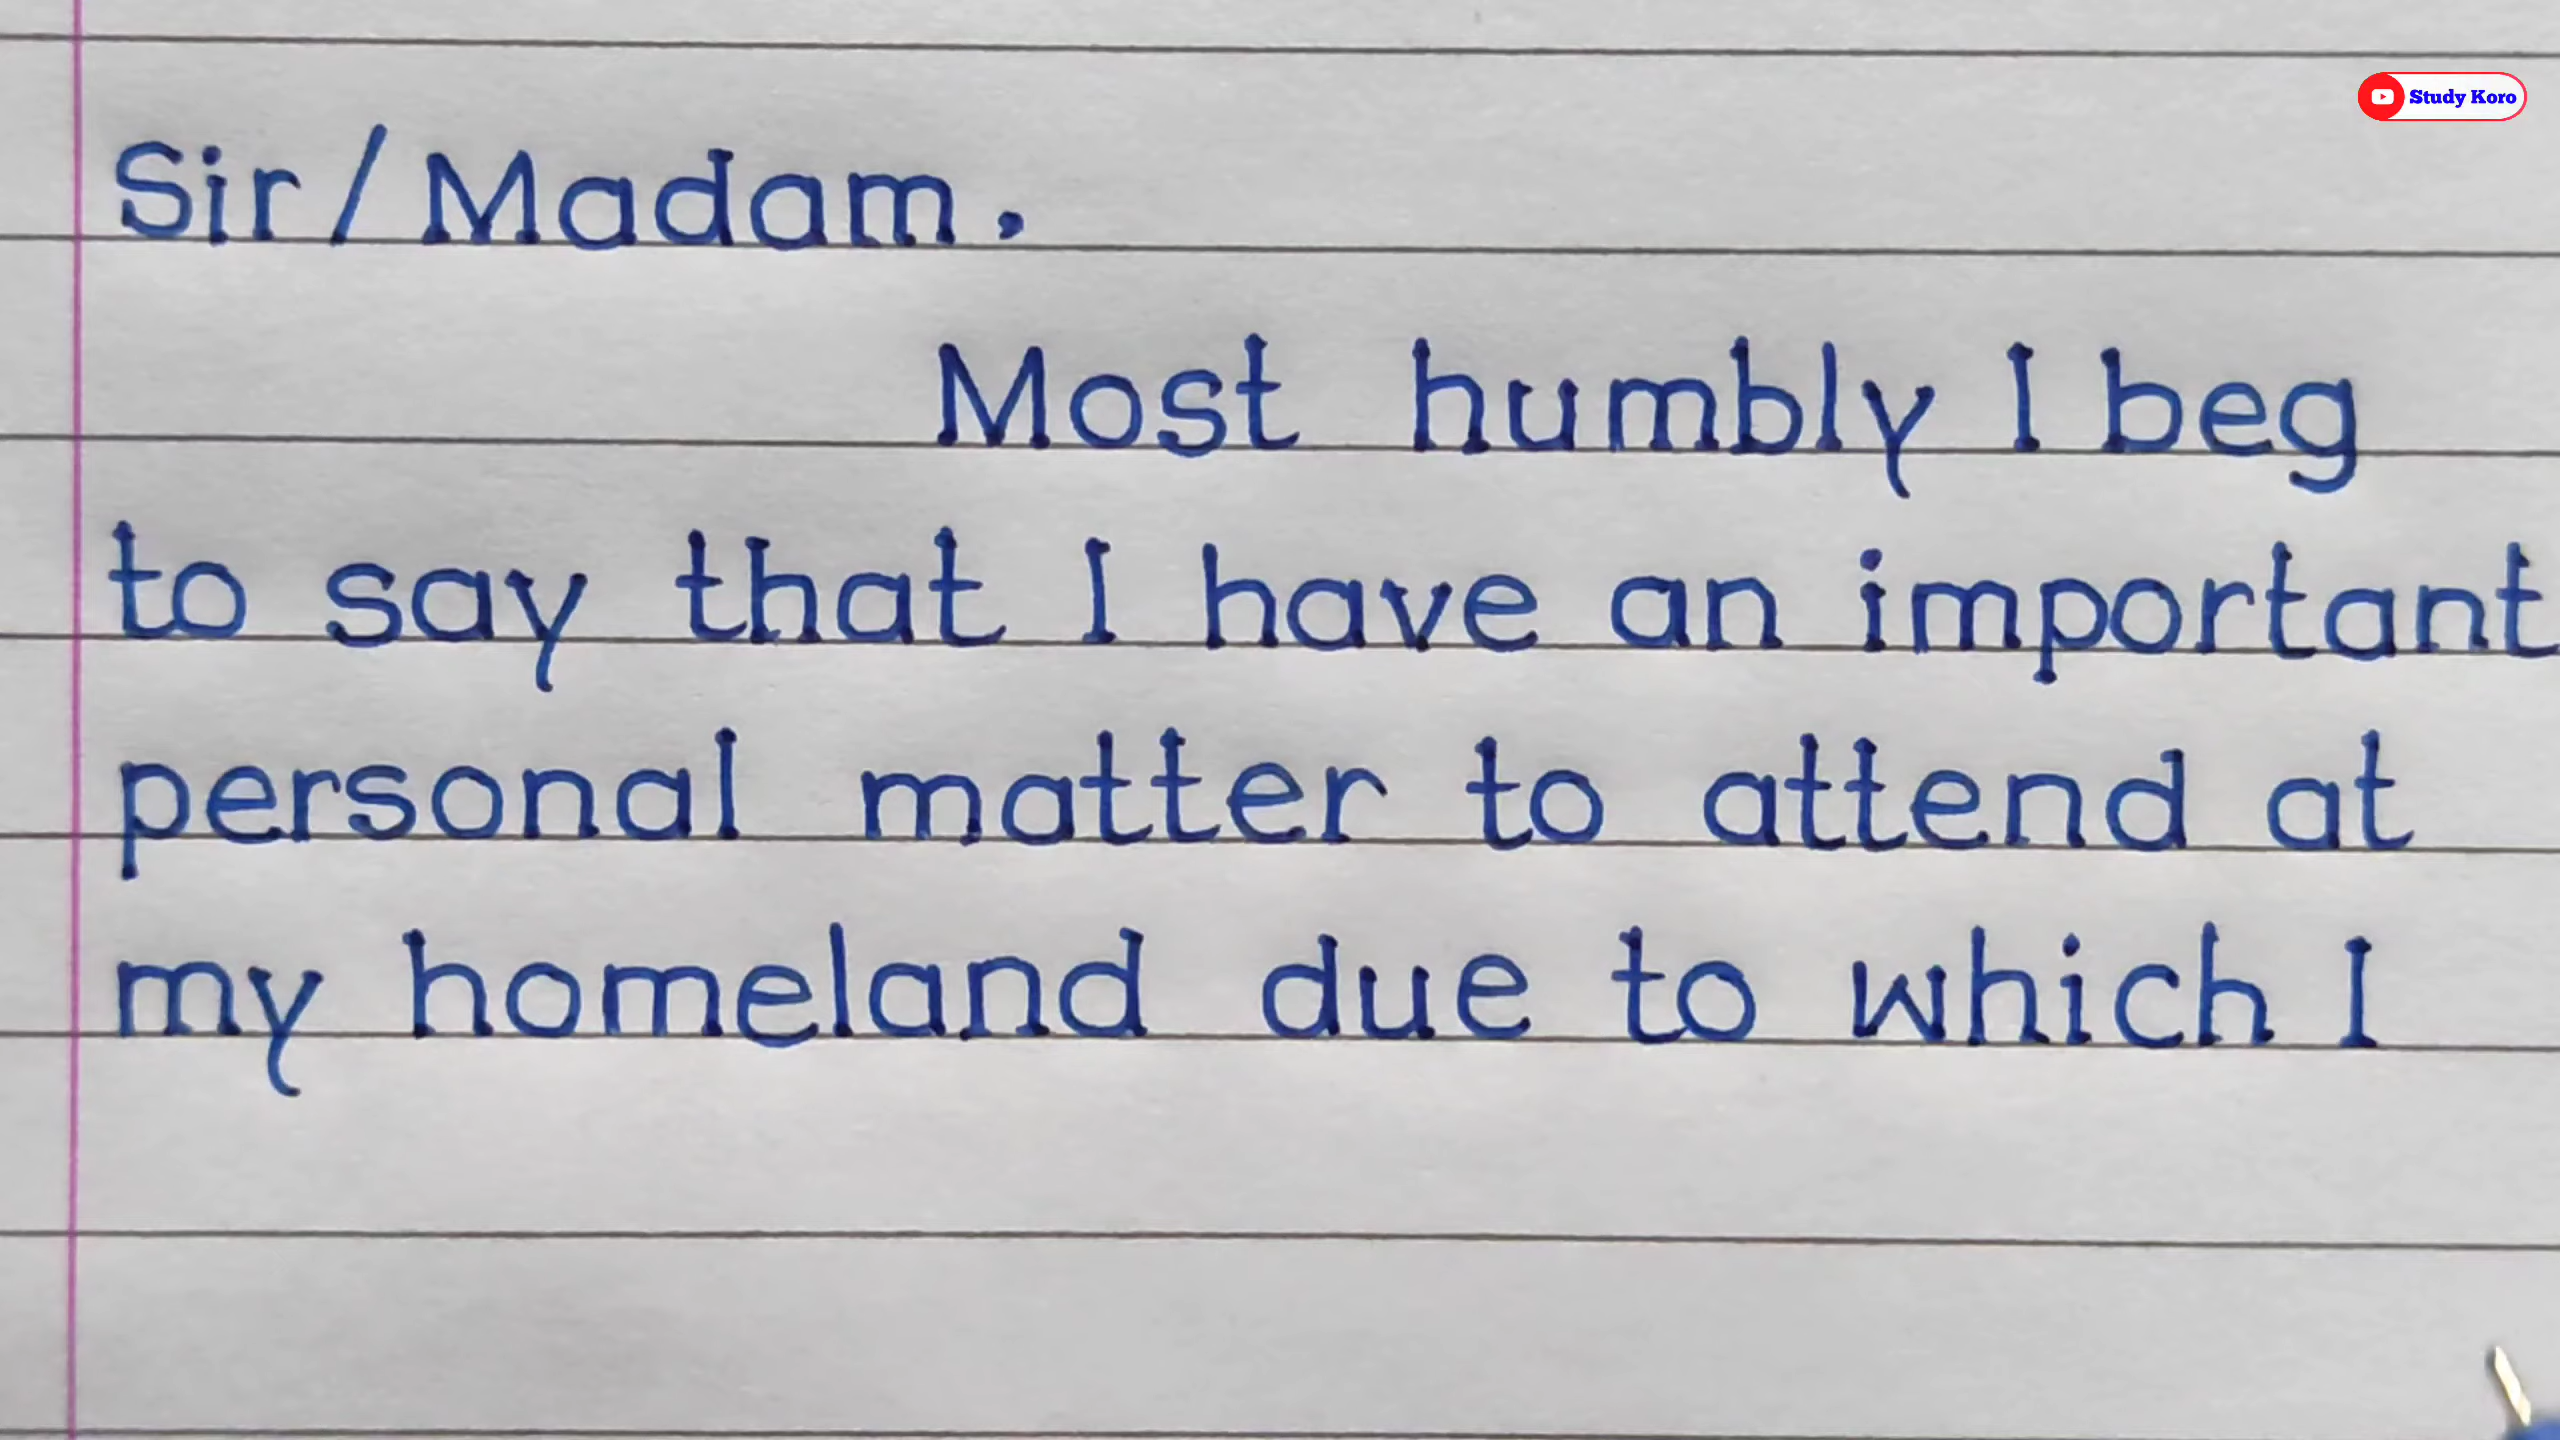 Study Koro
Sir/Madam,
Most humbly I beg
to say that I have an important
personal matter to attend at
my homeland due to which I